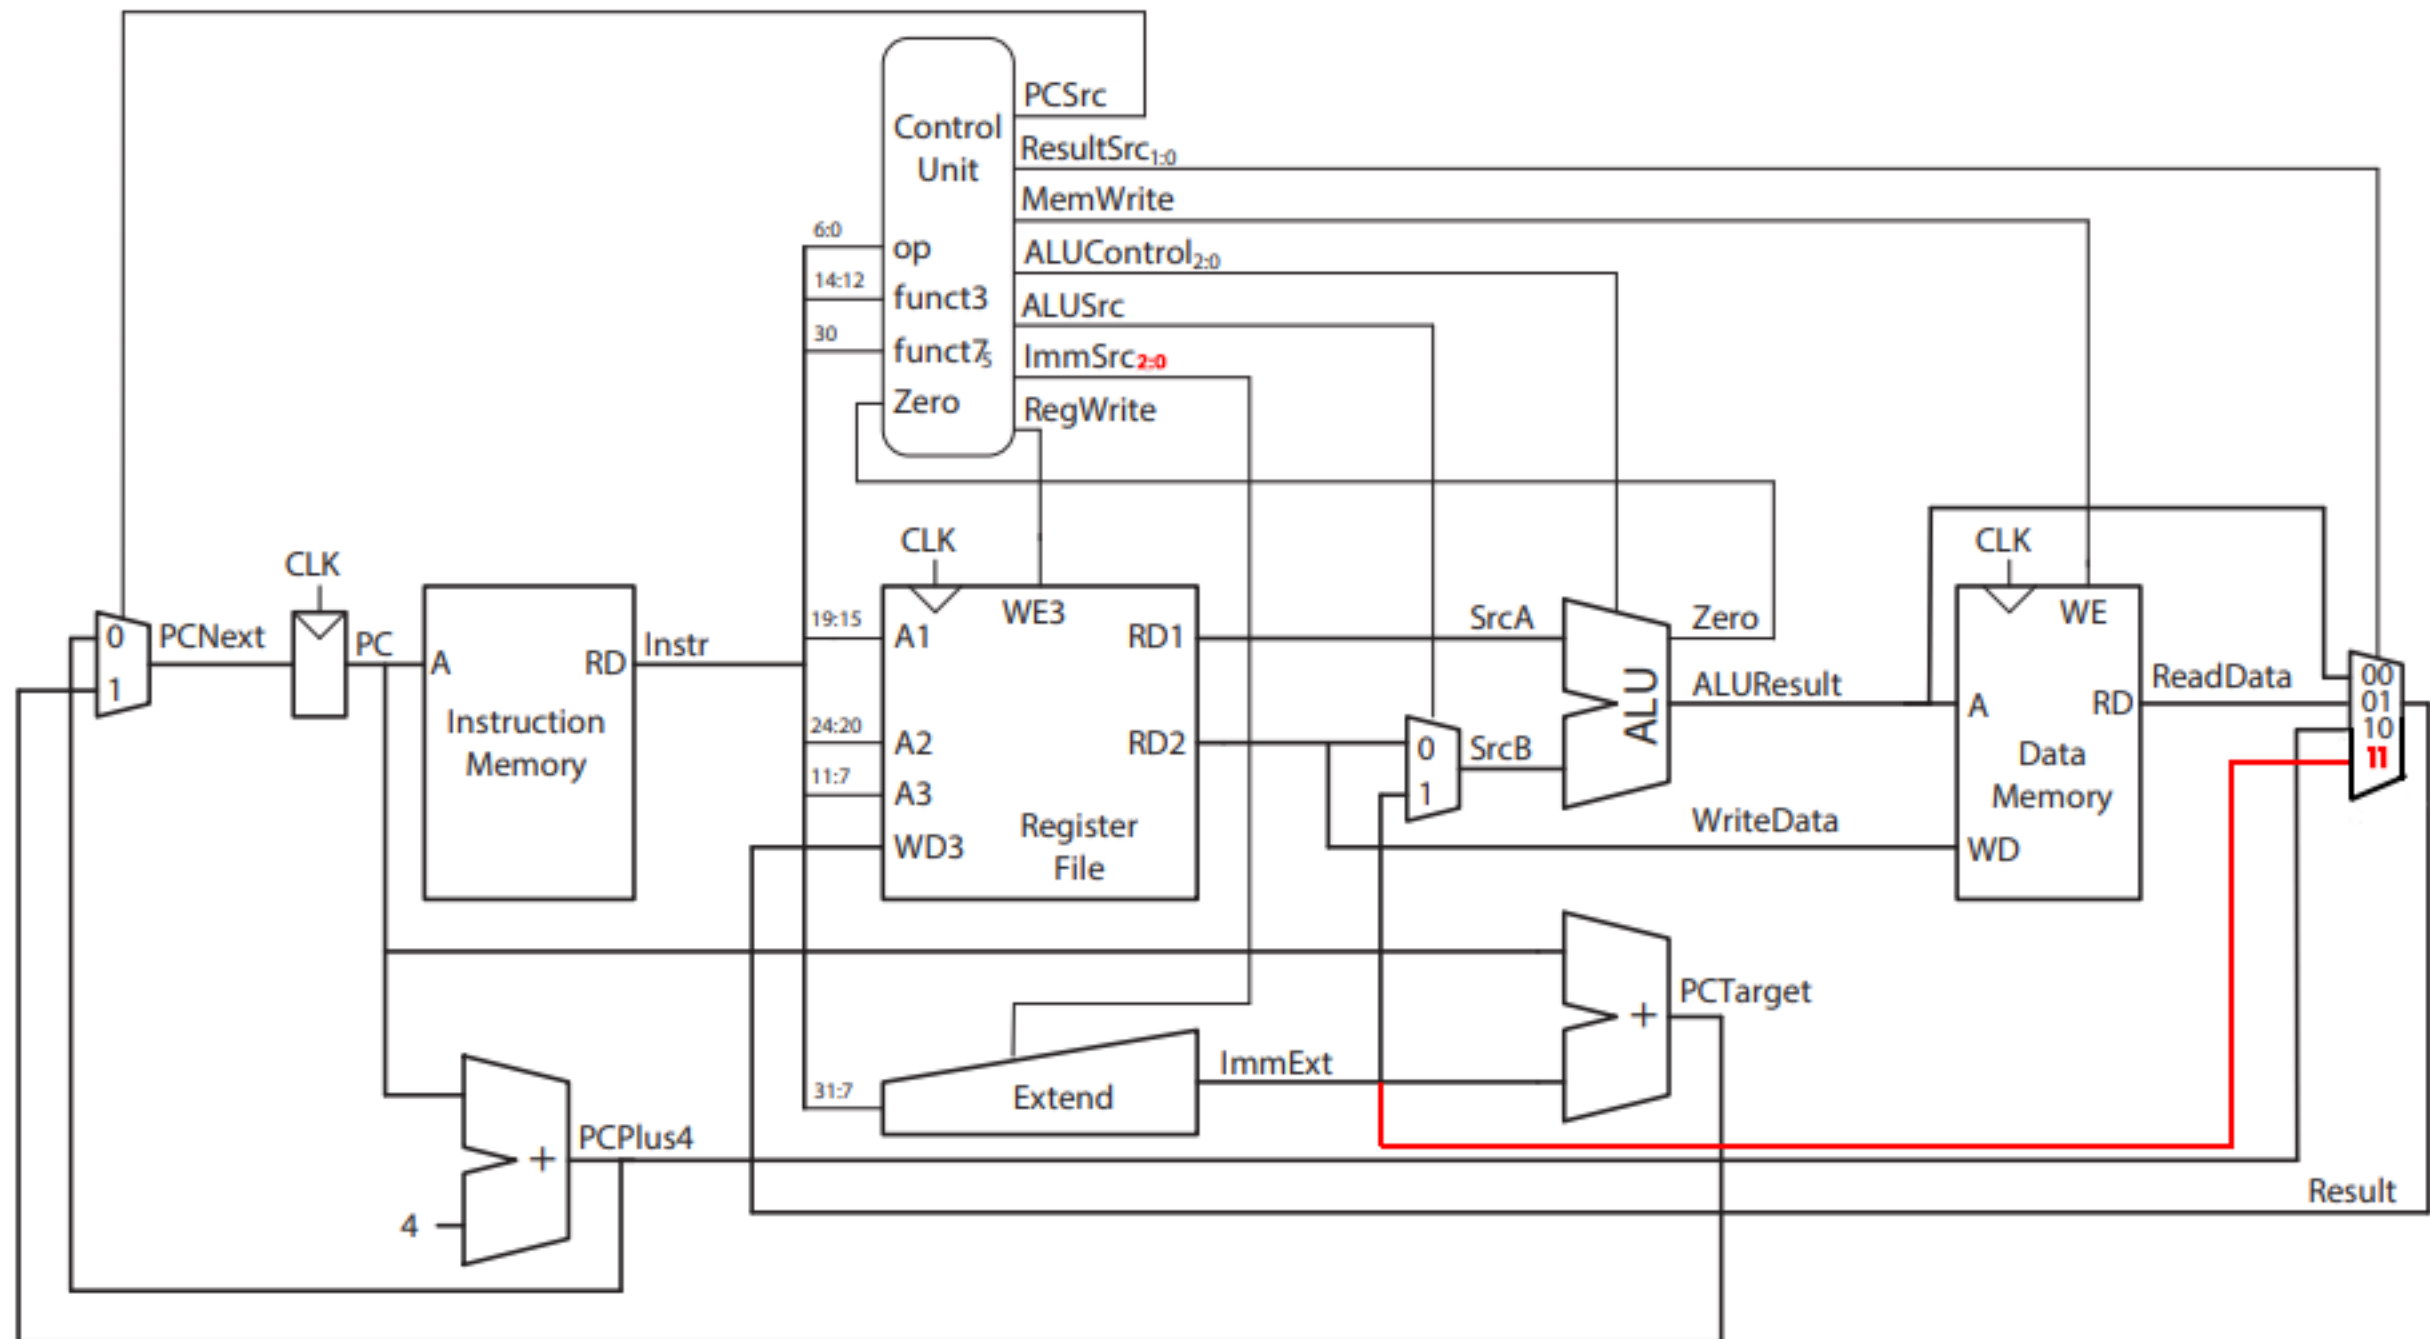 PCSrc
Control
Unit
ResultSrc1:0
MemWrite
6:0
op
ALUControl2:0
14:12
funct3
ALUSrc
30
funct75
ImmSrc2:0
Zero
RegWrite
CLK
CLK
CLK
0
PCNext
1
PC
A
RD
Instruction
Memory
Instr
19:15
A1
WE3
RD1
24:20
A2
RD2
11:7
A3
WD3
Register
File
SrcA
0
1
SrcB
ALU
Zero
ALUResult
WriteData
WE
A
RD
Data
Memory
WD
ReadData
00
01
10
11
31:7
Extend
ImmExt
+
PCTarget
PCPlus4
+
4
Result